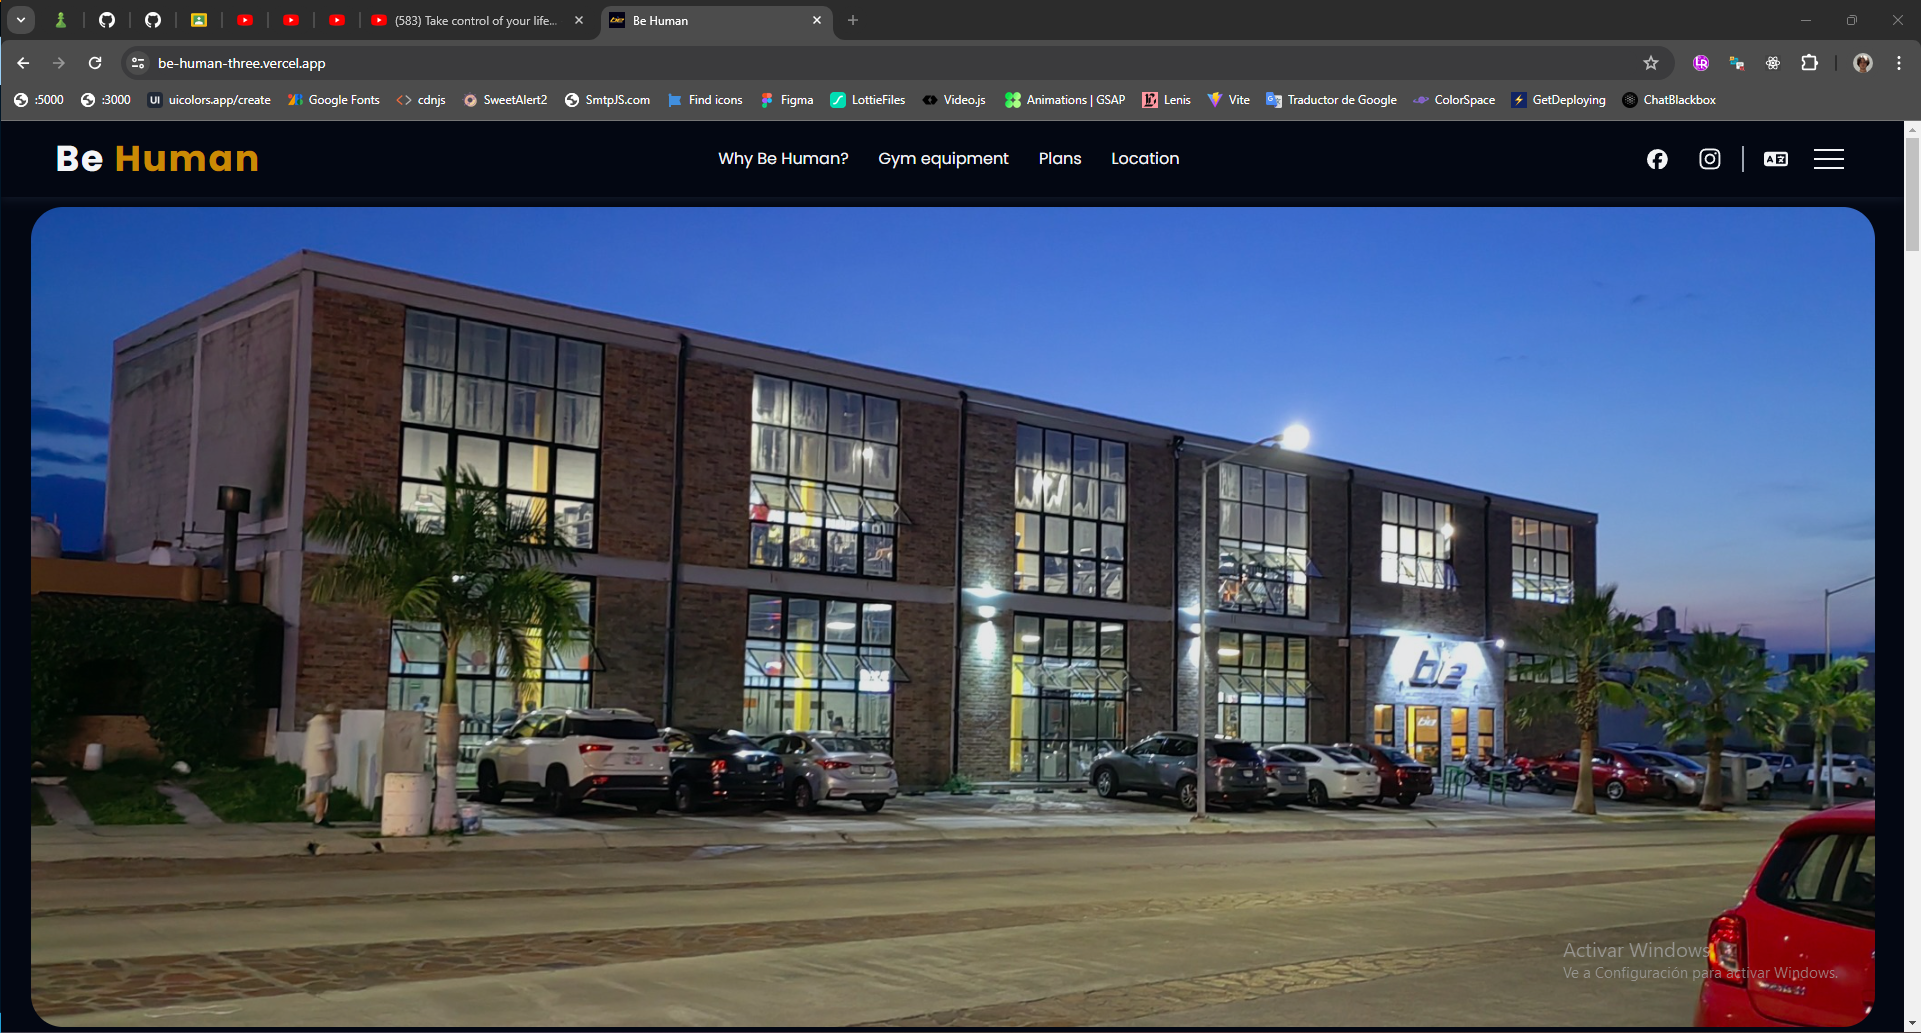 (583) Take control of your life...
Be Human
be-human-three.vercel.app
:5000
:3000
UI
uicolors.app/create
Google Fonts
cdnjs
SweetAlert2
SmtpJS.com
Find icons
Figma
LottieFiles
Video.js
Animations | GSAP
Lenis
Vite
Traductor de Google
ColorSpace
GetDeploying
ChatBlackbox
Be Human
Why Be Human?
Gym equipment
Plans
Location
be
Activar Windows
Ve a Configuración para activar Windows.